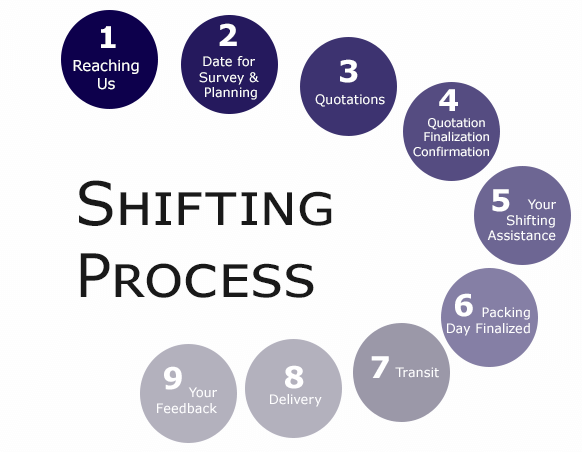 1
Reaching
Us
2
Date for
Survey &
Planning
3
Quotations
4
Quotation
Finalization
Confirmation
5 Your
Shifting
Assistance
6 Packing
Day Finalized
7 Transit
8
Delivery
9 Your
Feedback
SHIFTING
PROCESS